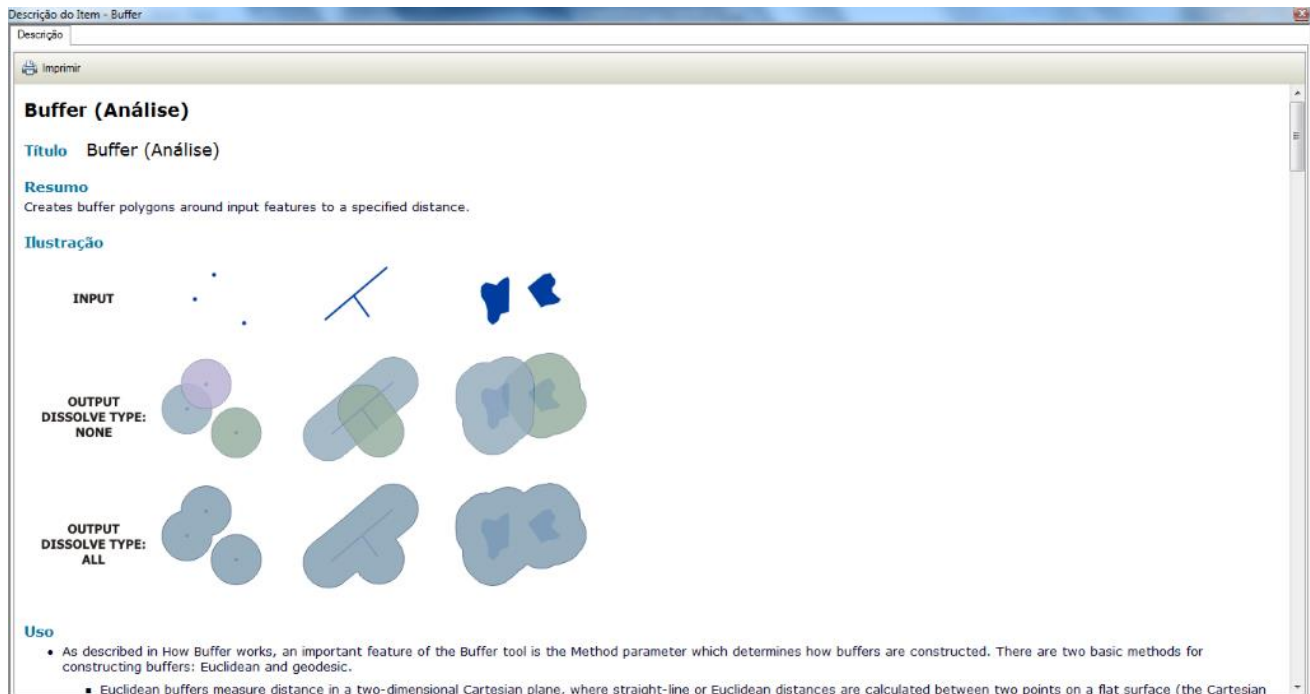 Descrição do Item - Buffer
Descrição
Imprimir
Buffer (Análise)
Título Buffer (Análise)
Resumo
Creates buffer polygons around input features to a specified distance.
Ilustração
INPUT
OUTPUT
DISSOLVE TYPE:
NONE
OUTPUT
DISSOLVE TYPE:
ALL
Uso
• As described in How Buffer works, an important feature of the Buffer tool is the Method parameter which determines how buffers are constructed. There are two basic methods for
constructing buffers: Euclidean and geodesic.
▪ Euclidean buffers measure distance in a two-dimensional Cartesian plane, where straight-line or Euclidean distances are calculated between two points on a flat surface (the Cartesian